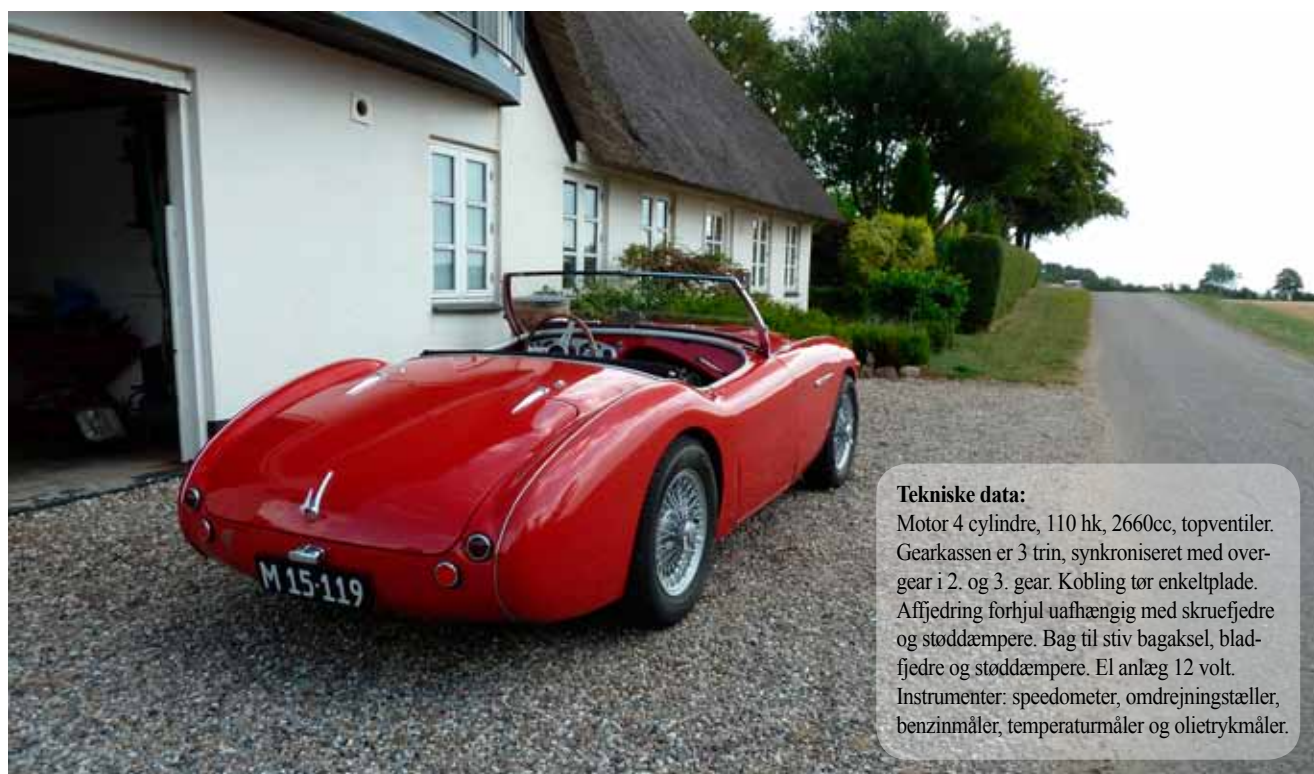 M 15·119
Tekniske data:
Motor 4 cylindre, 110 hk, 2660cc, topventiler.
Gearkassen er 3 trin, synkroniseret med over-
gear i 2. og 3. gear. Kobling tør enkeltplade.
Affjedring forhjul uafhængig med skruefjedre
og støddæmpere. Bag til stiv bagaksel, blad-
fjedre og støddæmpere. El anlæg 12 volt.
Instrumenter: speedometer, omdrejningstæller,
benzinmåler, temperaturmåler og olietrykmåler.